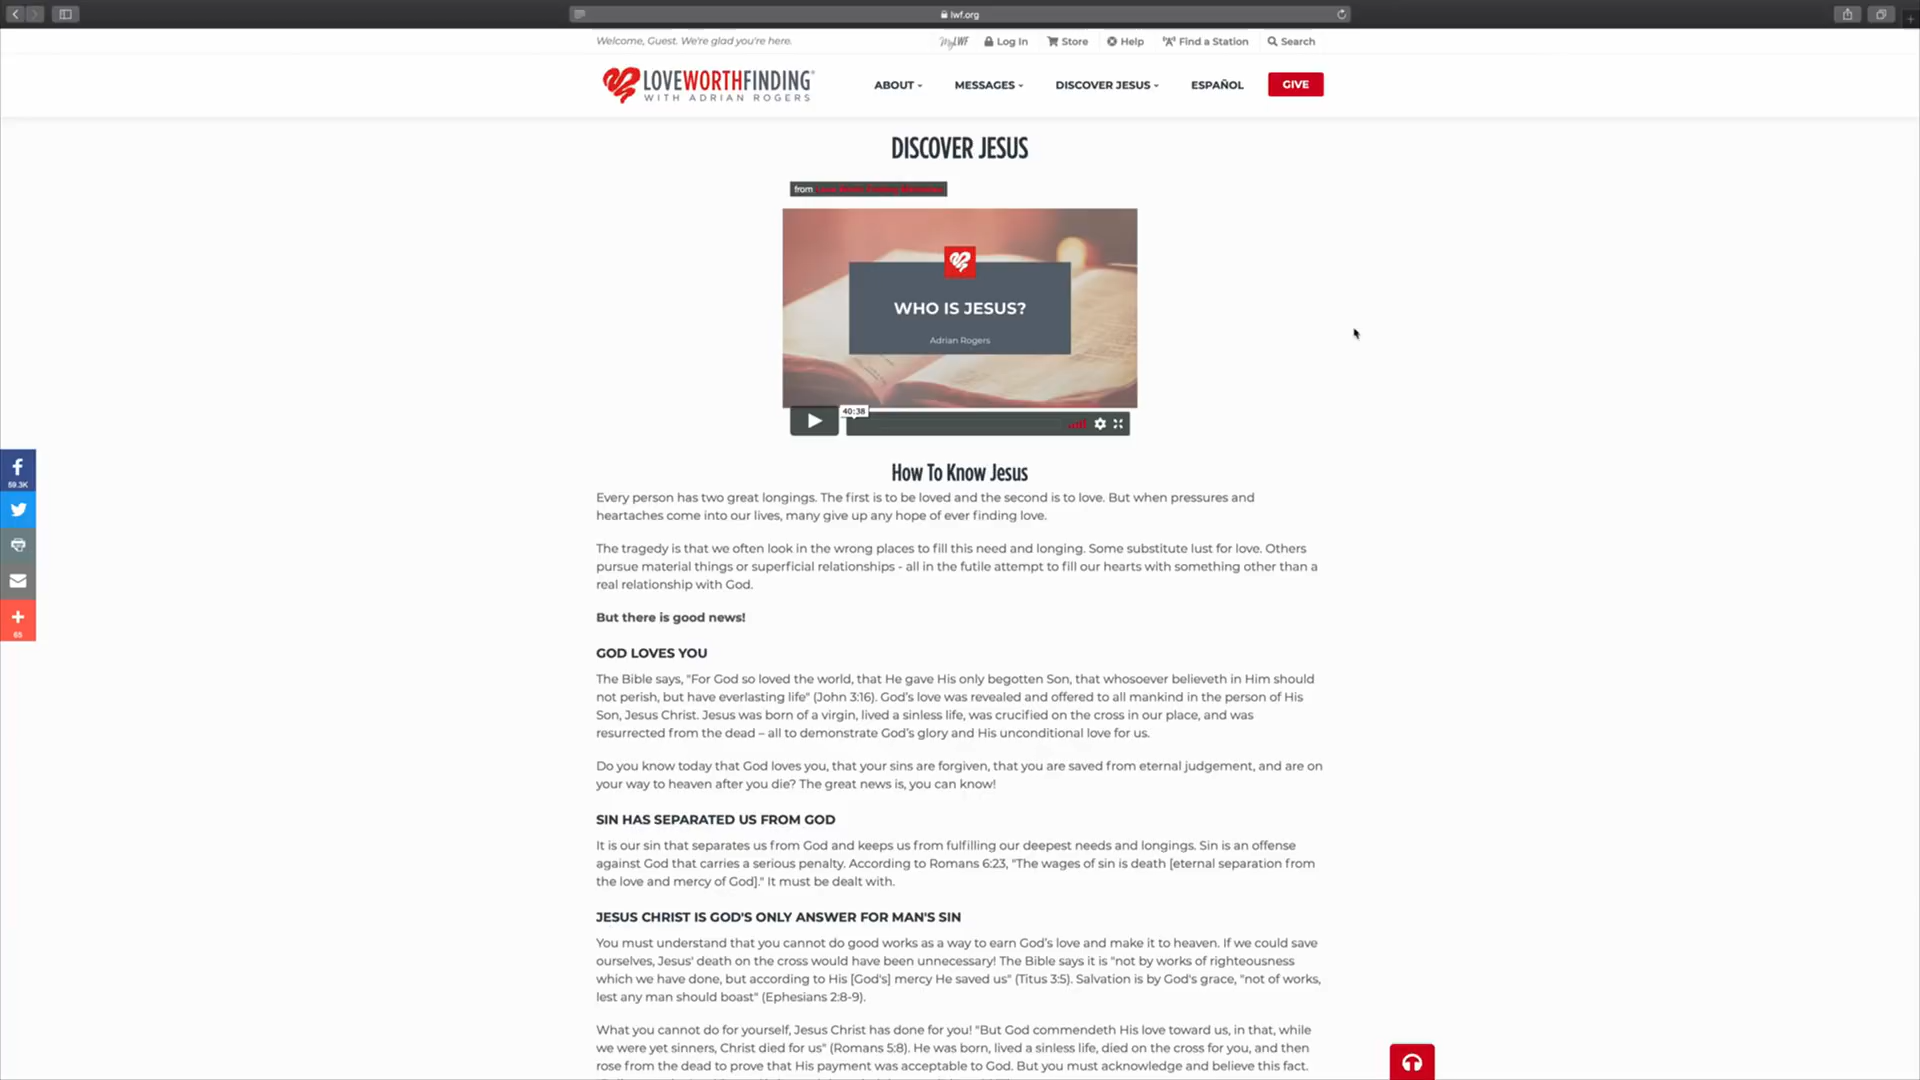 lwf.org
Welcome, Guest. We're glad you're here.
MyLWF Log In Store Help Find a Station Search
LOVEWORTHFINDING®
WITH ADRIAN ROGERS
ABOUT MESSAGES DISCOVER JESUS ESPAÑOL GIVE
DISCOVER JESUS
from
WHO IS JESUS?
Adrian Rogers
40:38
How To Know Jesus
Every person has two great longings. The first is to be loved and the second is to love. But when pressures and
heartaches come into our lives, many give up any hope of ever finding love.
The tragedy is that we often look in the wrong places to fill this need and longing. Some substitute lust for love. Others
pursue material things or superficial relationships - all in the futile attempt to fill our hearts with something other than a
real relationship with God.
But there is good news!
GOD LOVES YOU
The Bible says, "For God so loved the world, that He gave His only begotten Son, that whosoever believeth in Him should
not perish, but have everlasting life" (John 3:16). God's love was revealed and offered to all mankind in the person of His
Son, Jesus Christ. Jesus was born of a virgin, lived a sinless life, was crucified on the cross in our place, and was
resurrected from the dead – all to demonstrate God's glory and His unconditional love for us.
Do you know today that God loves you, that your sins are forgiven, that you are saved from eternal judgement, and are on
your way to heaven after you die? The great news is, you can know!
SIN HAS SEPARATED US FROM GOD
It is our sin that separates us from God and keeps us from fulfilling our deepest needs and longings. Sin is an offense
against God that carries a serious penalty. According to Romans 6:23, "The wages of sin is death [eternal separation from
the love and mercy of God]." It must be dealt with.
JESUS CHRIST IS GOD'S ONLY ANSWER FOR MAN'S SIN
You must understand that you cannot do good works as a way to earn God's love and make it to heaven. If we could save
ourselves, Jesus' death on the cross would have been unnecessary! The Bible says it is "not by works of righteousness
which we have done, but according to His [God's] mercy He saved us" (Titus 3:5). Salvation is by God's grace, "not of works,
lest any man should boast" (Ephesians 2:8-9).
What you cannot do for yourself, Jesus Christ has done for you! "But God commendeth His love toward us, in that, while
we were yet sinners, Christ died for us" (Romans 5:8). He was born, lived a sinless life, died on the cross for you, and then
rose from the dead to prove that His payment was acceptable to God. But you must acknowledge and believe this fact.
59.3K
65